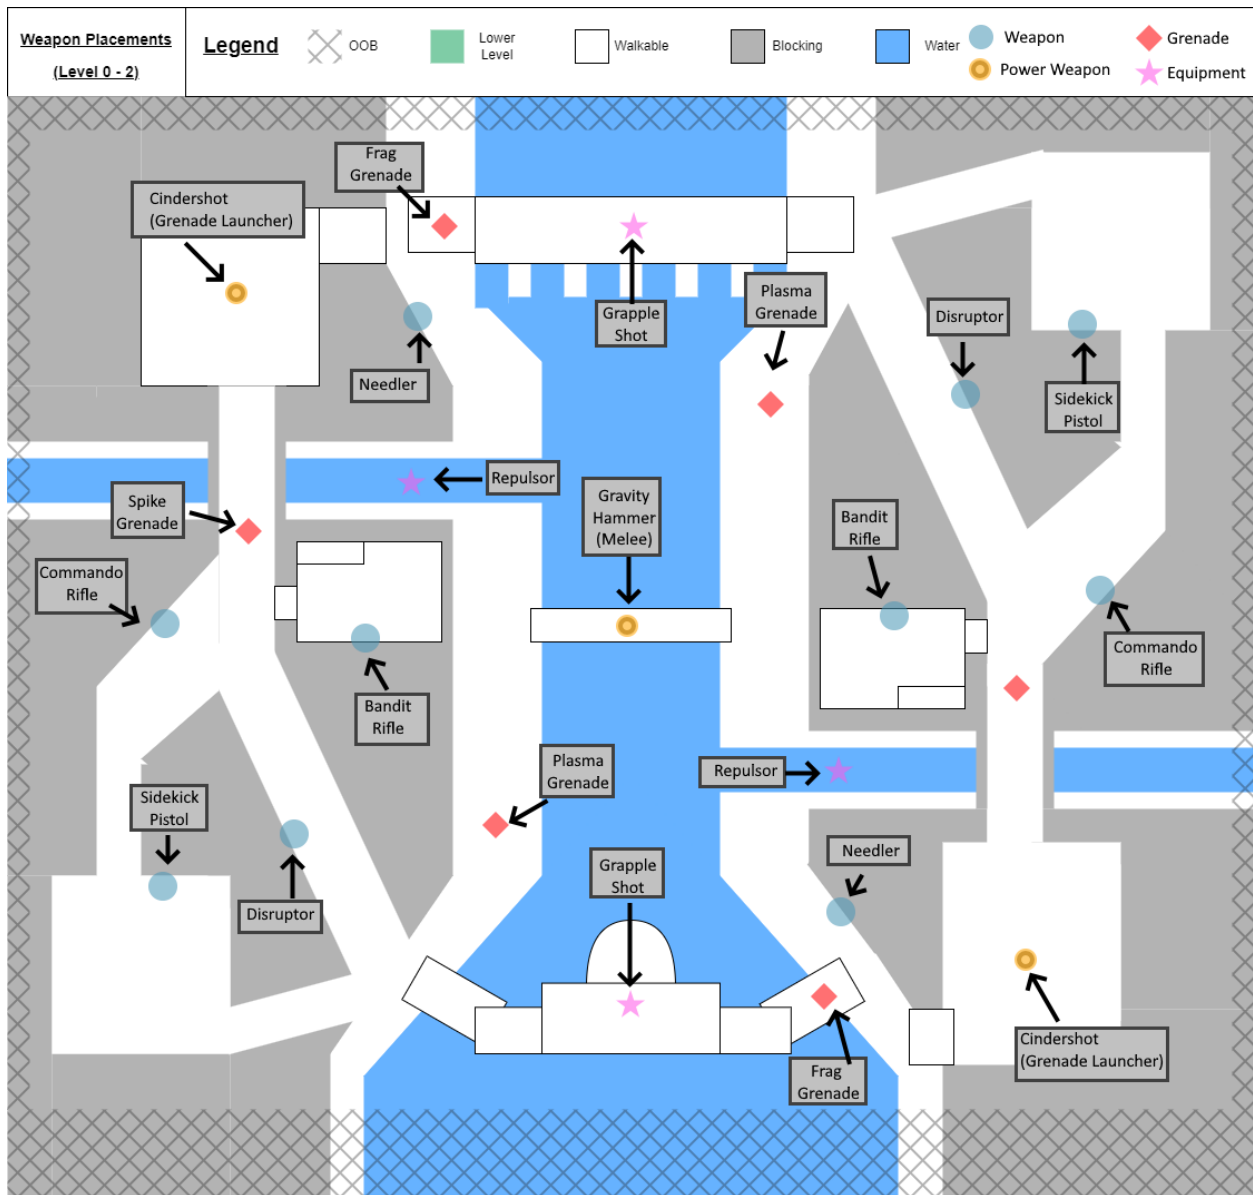 Weapon Placements
(Level 0 - 2)
Legend
OOB
Lower
Level
Walkable
Blocking
Water
Weapon
Power Weapon
Grenade
Equipment
Frag
Grenade
Cindershot
(Grenade Launcher)
Grapple
Shot
Plasma
Grenade
Disruptor
Needler
Sidekick
Pistol
Repulsor
Spike
Grenade
Gravity
Hammer
(Melee)
Bandit
Rifle
Commando
Rifle
Commando
Rifle
Bandit
Rifle
Plasma
Grenade
Repulsor
Sidekick
Pistol
Needler
Grapple
Shot
Disruptor
Cindershot
(Grenade Launcher)
Frag
Grenade